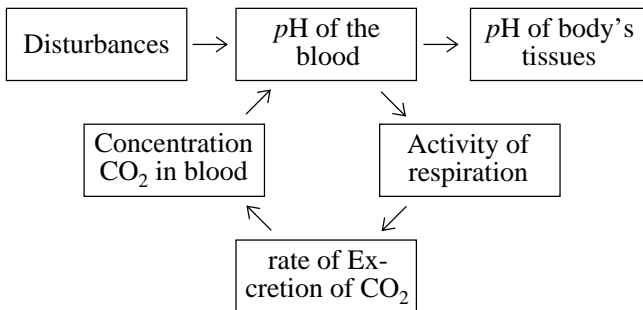 Disturbances
pH of the
blood
pH of body's
tissues
Concentration
CO₂ in blood
Activity of
respiration
rate of Ex-
cretion of CO₂